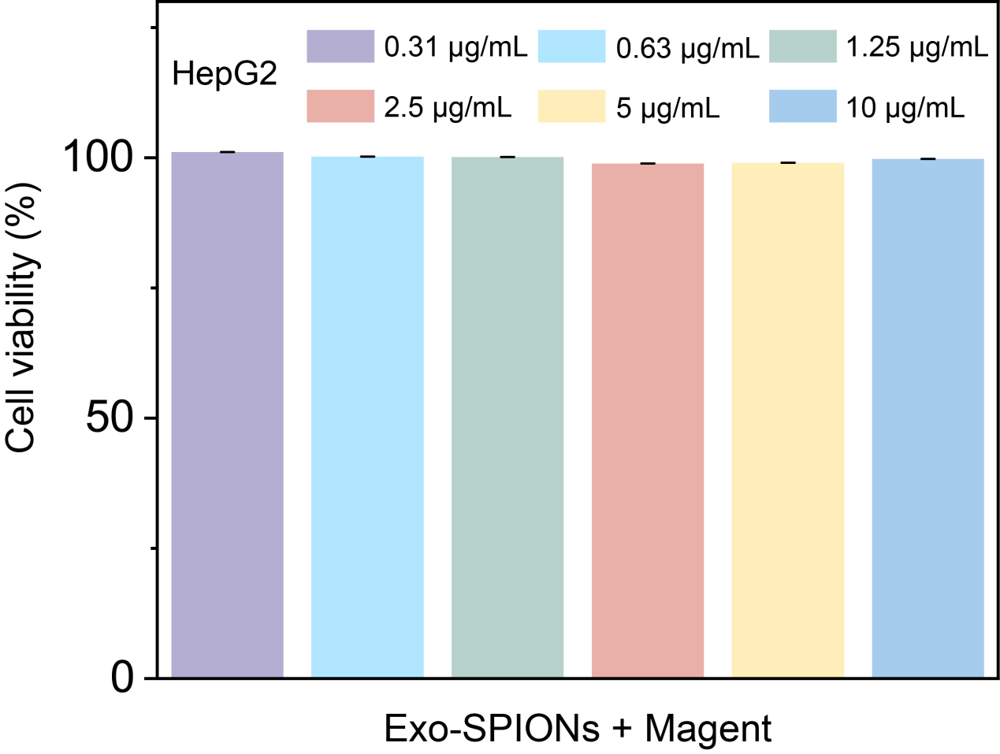 HepG2
0.31 µg/mL 0.63 µg/mL 1.25 µg/mL
2.5 µg/mL 5 µg/mL 10 µg/mL
Cell viability (%)
100
50
0
Exo-SPIONs + Magent